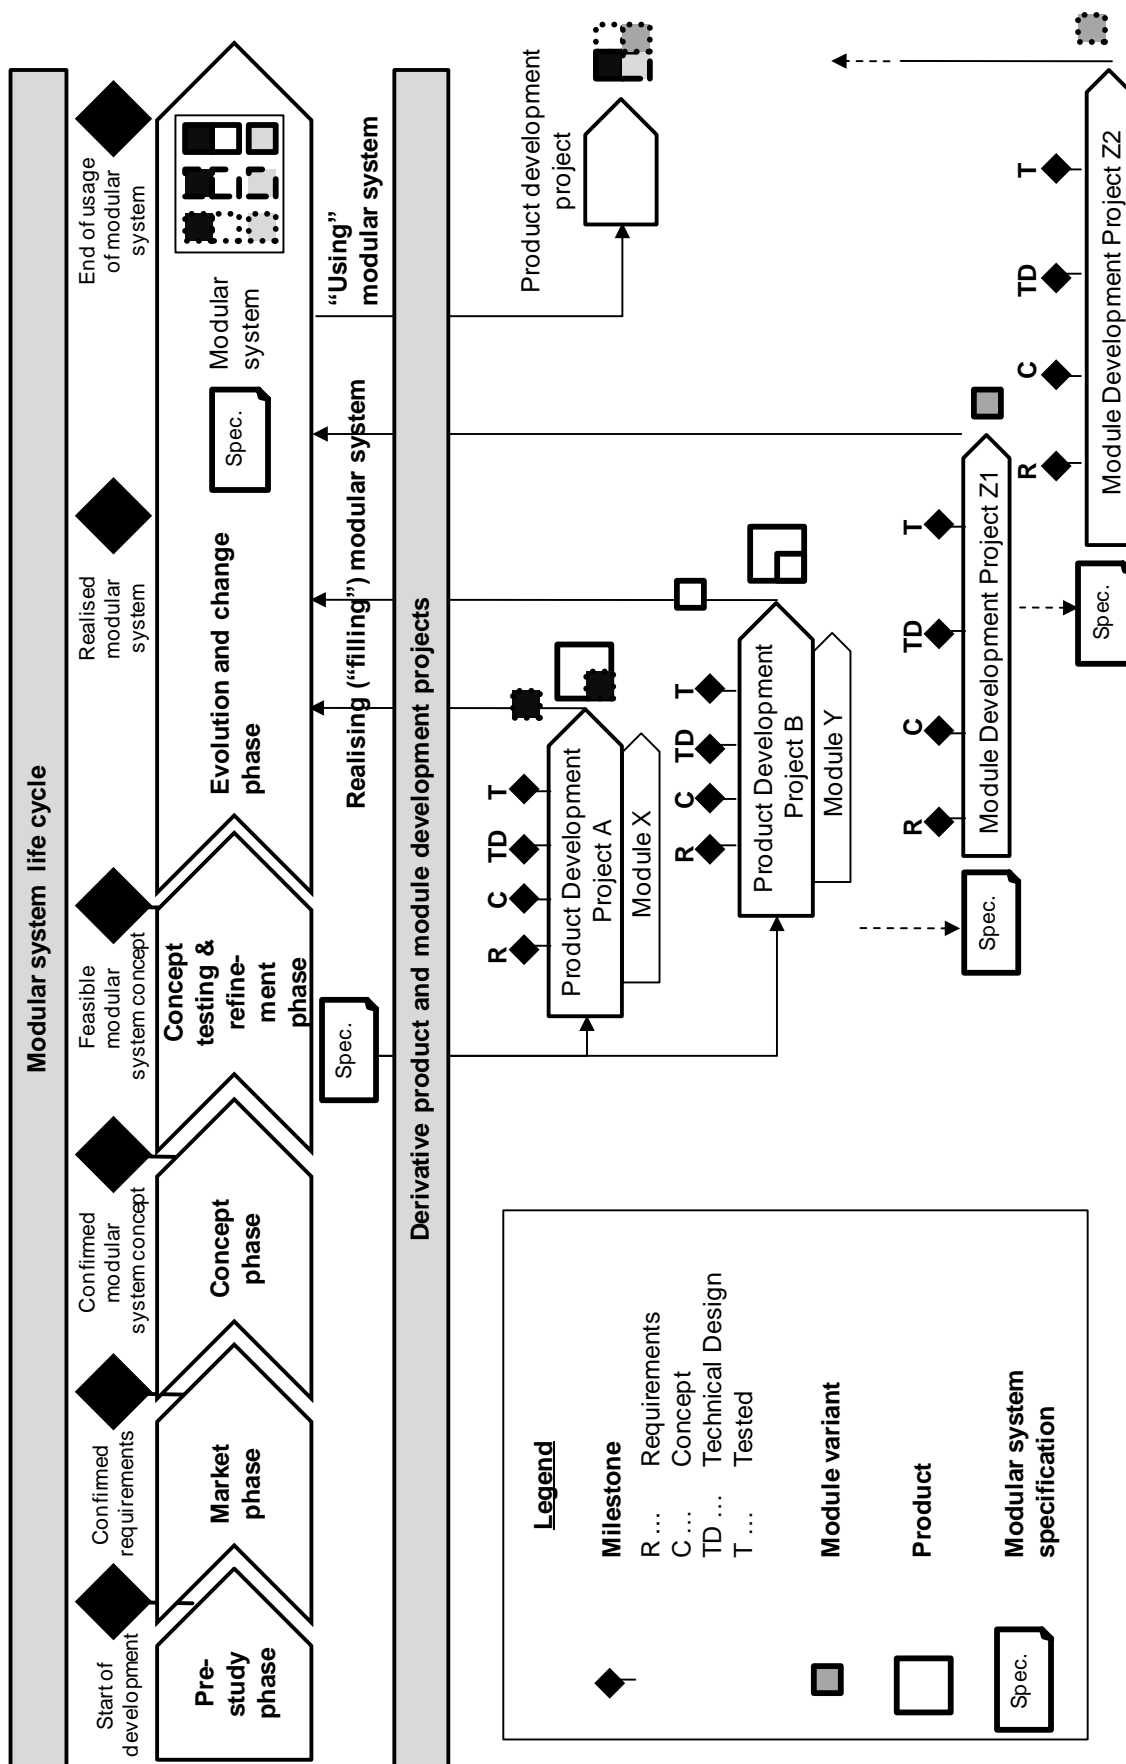 Modular system life cycle
Start of
development
Confirmed
requirements
Confirmed
modular
system concept
Feasible
modular
system concept
Realised
modular
system
End of usage
of modular
system
Pre-
study
phase
Market
phase
Concept
phase
Concept
testing &
refine-
ment
phase
Evolution and change
phase
Spec.
Modular
system
Spec.
Realising (“filling”) modular system
“Using”
modular system
Derivative product and module development projects
R
C
TD
T
Product Development
Project A
Module X
R
C
TD
T
Product Development
Project B
Module Y
Product development
project
Spec.
R
C
TD
T
Module Development Project Z1
Spec.
R
C
TD
T
Module Development Project Z2
Legend
Milestone
R ... Requirements
C ... Concept
TD ... Technical Design
T ... Tested
Module variant
Product
Spec.
Modular system
specification